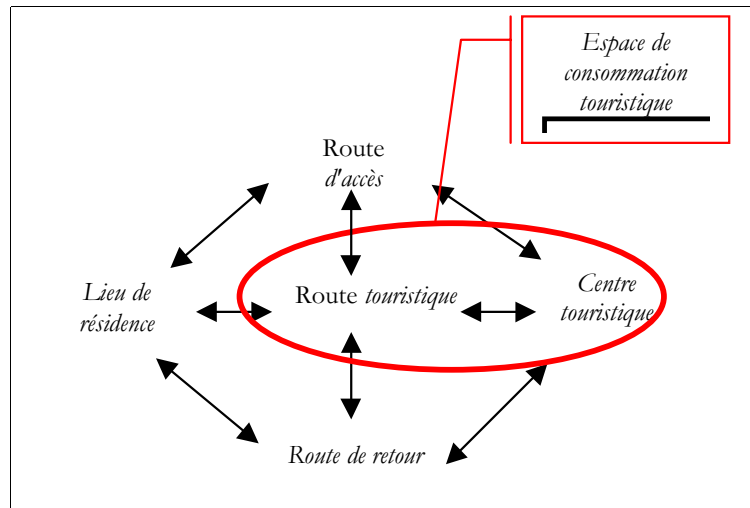 Espace de
consommation
touristique
Route
d'accès
Lieu de
résidence
Route touristique
Centre
touristique
Route de retour